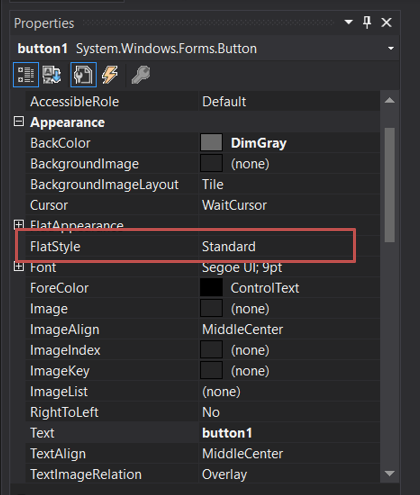 Properties
button1 System.Windows.Forms.Button
AccessibleRole Default
Appearance
BackColor DimGray
BackgroundImage (none)
BackgroundImageLayout Tile
Cursor WaitCursor
FlatAppearance
FlatStyle Standard
Font Segoe UI; 9pt
ForeColor ControlText
Image (none)
ImageAlign MiddleCenter
ImageIndex (none)
ImageKey (none)
ImageList (none)
RightToLeft No
Text button1
TextAlign MiddleCenter
TextImageRelation Overlay